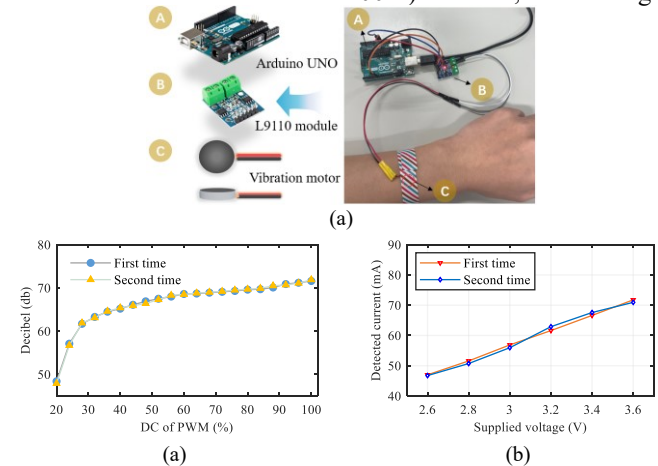 A
Arduino UNO
B
L9110 module
C
Vibration motor
A
B
C
(a)
80
70
60
50
Decibel (db)
First time
Second time
20 30 40 50 60 70 80 90 100
DC of PWM (%)
(a)
90
80
70
60
50
40
Detected current (mA)
First time
Second time
2.6 2.8 3 3.2 3.4 3.6
Supplied voltage (V)
(b)